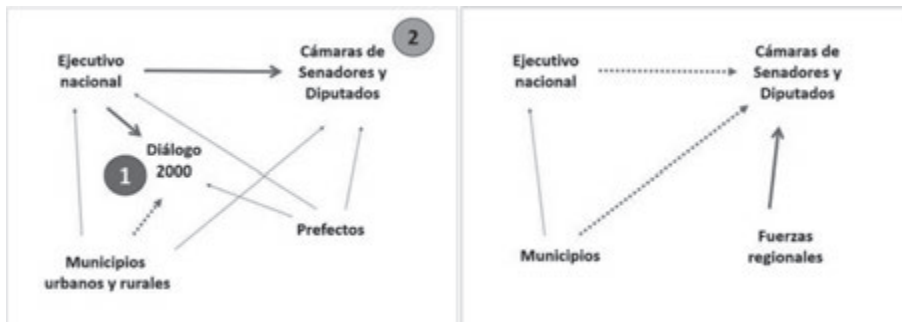 2
Ejecutivo
nacional
Cámaras de
Senadores y
Diputados
Diálogo
2000
1
Prefectos
Municipios
urbanos y rurales
Ejecutivo
nacional
Cámaras de
Senadores y
Diputados
Municipios
Fuerzas
regionales